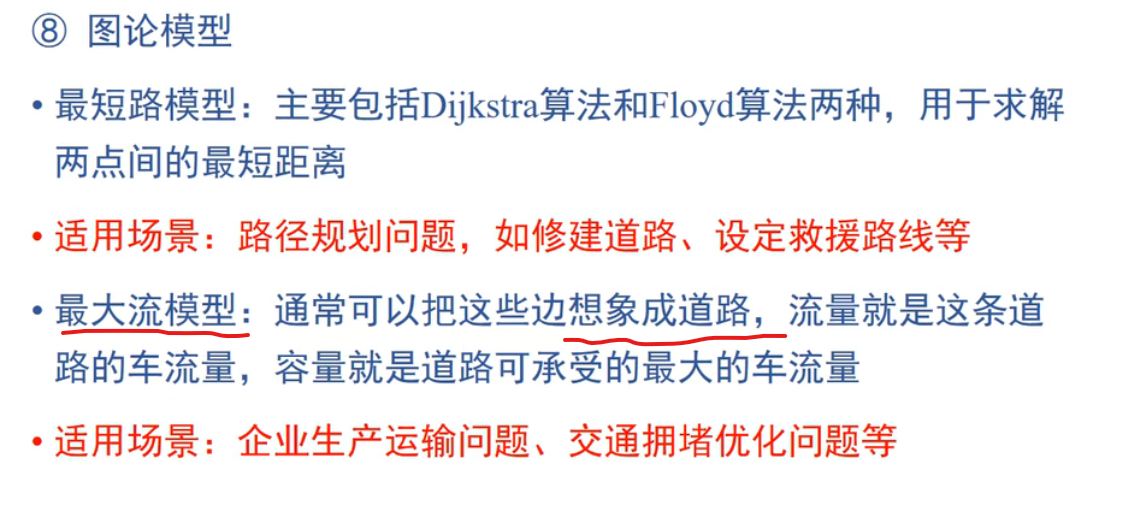 ⑧ 图论模型
• 最短路模型：主要包括Dijkstra算法和Floyd算法两种，用于求解
两点间的最短距离
• 适用场景：路径规划问题，如修建道路、设定救援路线等
• 最大流模型：通常可以把这些边想象成道路，流量就是这条道
路的车流量，容量就是道路可承受的最大的车流量
• 适用场景：企业生产运输问题、交通拥堵优化问题等